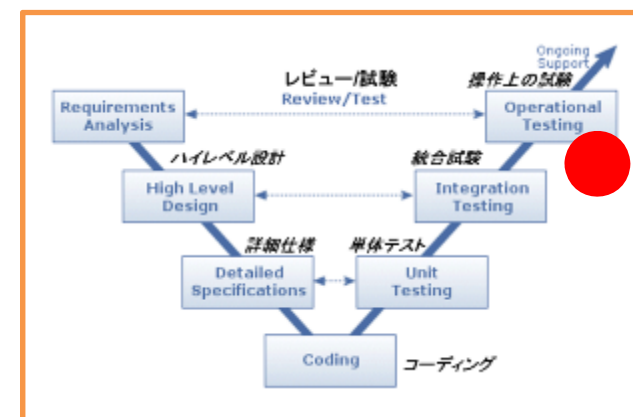 Ongoing
Support
レビュー/試験
操作上の試験
Requirements
Analysis
Review/Test
Operational
Testing
ハイレベル設計
統合試験
High Level
Design
Integration
Testing
詳細仕様
単体テスト
Detailed
Specifications
Unit
Testing
Coding
コーディング